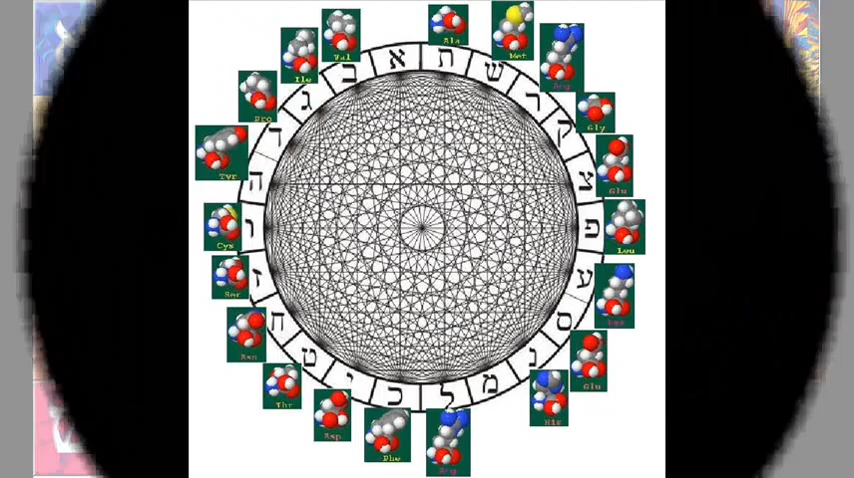 א
ב
ג
ד
ה
ו
ז
ח
ט
י
כ
ל
מ
נ
ס
ע
פ
צ
ק
ר
ש
ת
Val
Ile
Pro
Tyr
Cys
Ser
Asn
Thr
Asp
Phe
Arg
His
Glu
Lys
Leu
Glu
Gly
Arg
Met
Ala